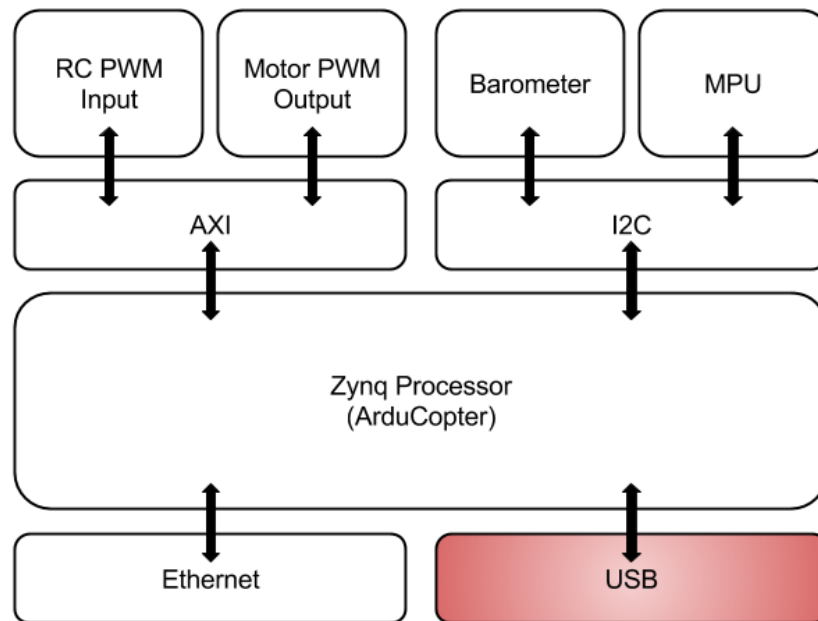 RC PWM
Input
Motor PWM
Output
Barometer
MPU
AXI
I2C
Zynq Processor
(ArduCopter)
Ethernet
USB